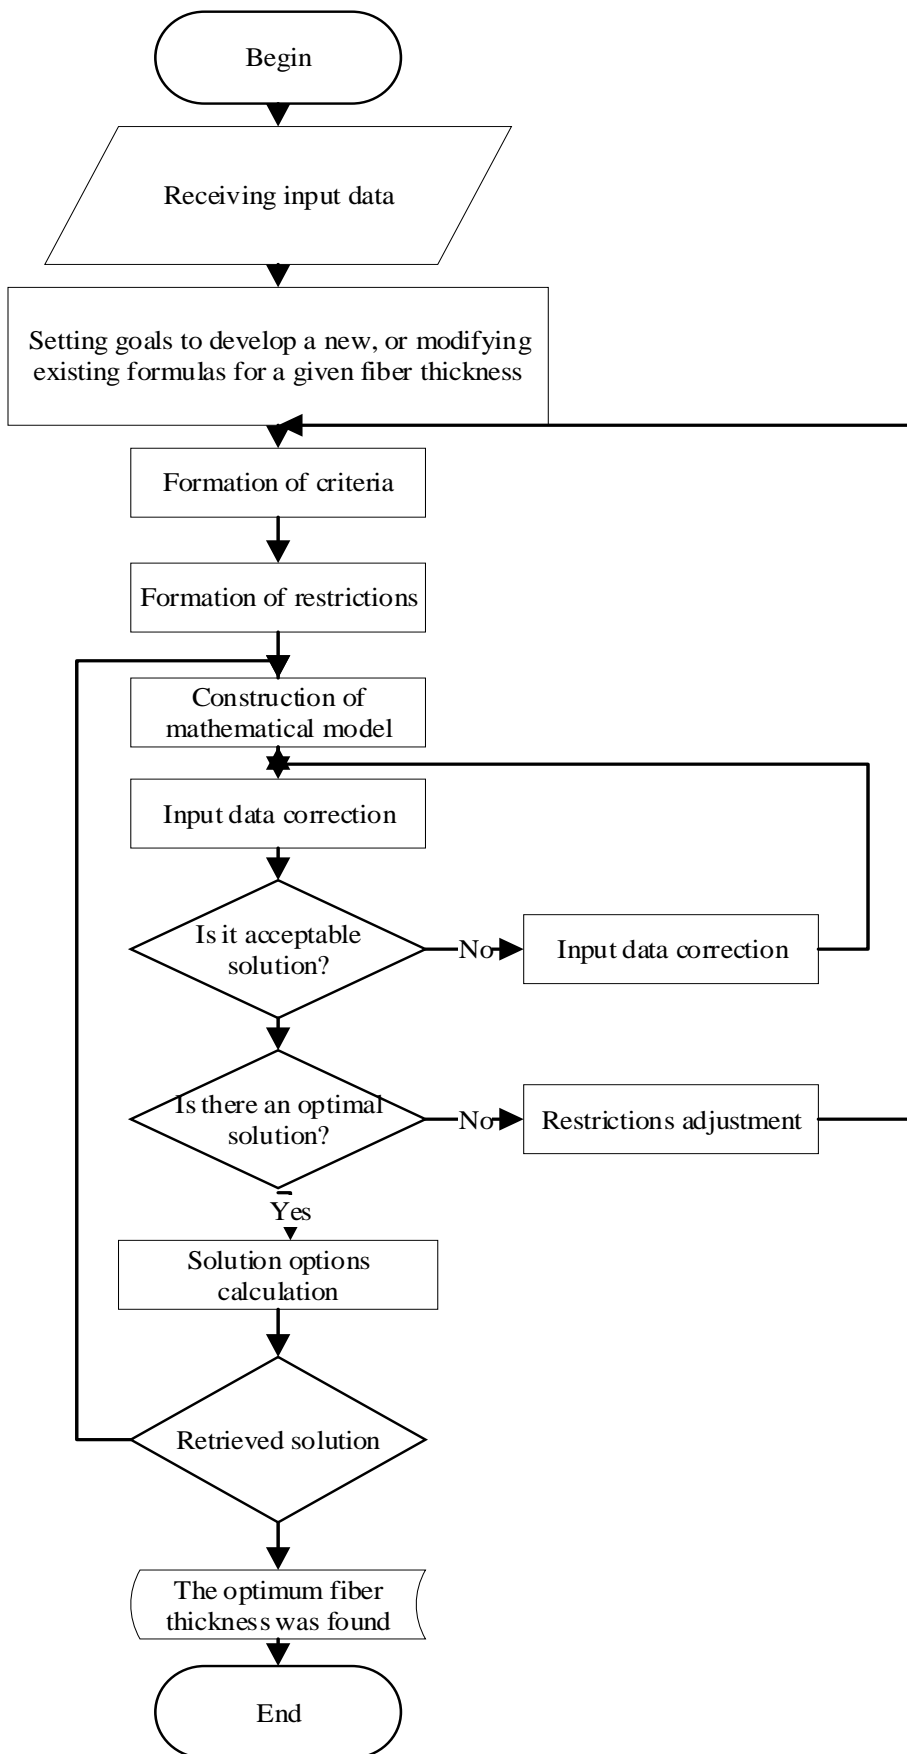 Begin
Receiving input data
Setting goals to develop a new, or modifying
existing formulas for a given fiber thickness
Formation of criteria
Formation of restrictions
Construction of
mathematical model
Input data correction
Is it acceptable
solution?
No
Input data correction
Is there an optimal
solution?
No
Restrictions adjustment
Yes
Solution options
calculation
Retrieved solution
The optimum fiber
thickness was found
End